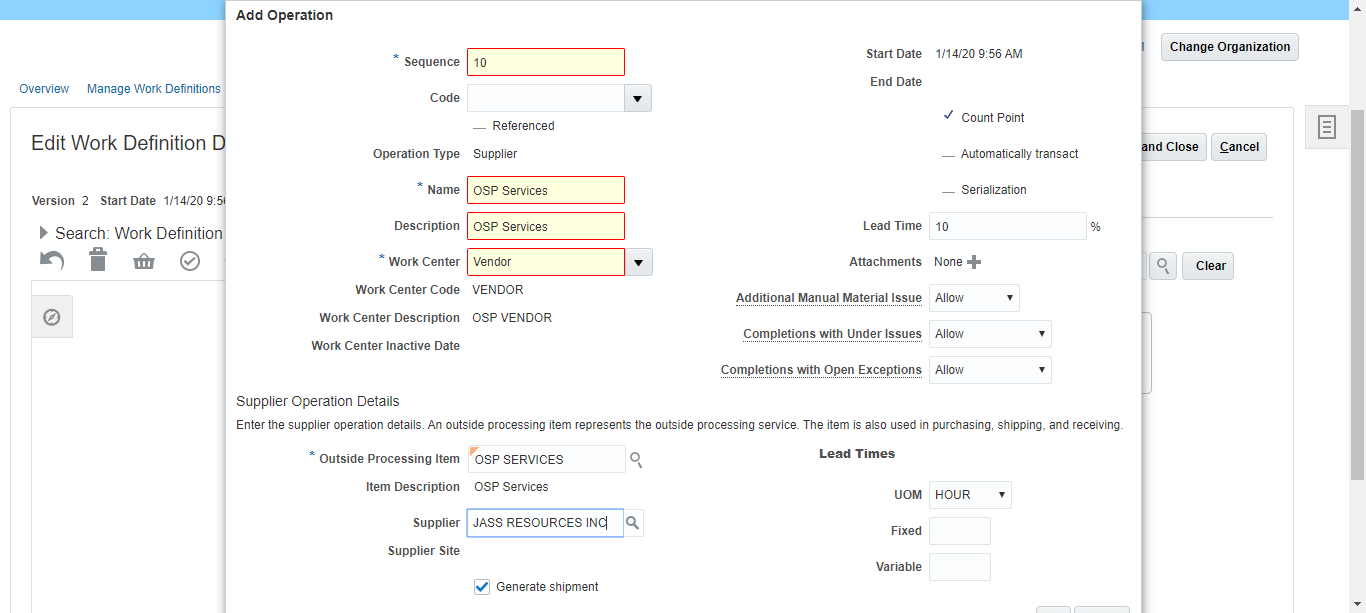 Add Operation
* Sequence 10
Code
Referenced
Operation Type Supplier
* Name OSP Services
Description OSP Services
* Work Center Vendor
Work Center Code VENDOR
Work Center Description OSP VENDOR
Work Center Inactive Date
Start Date 1/14/20 9:56 AM
End Date
Count Point
Automatically transact
Serialization
Lead Time 10 %
Attachments None
Additional Manual Material Issue Allow
Completions with Under Issues Allow
Completions with Open Exceptions Allow
Supplier Operation Details
Enter the supplier operation details. An outside processing item represents the outside processing service. The item is also used in purchasing, shipping, and receiving.
* Outside Processing Item OSP SERVICES
Item Description OSP Services
Supplier JASS RESOURCES INC
Supplier Site
Generate shipment
Lead Times
UOM HOUR
Fixed
Variable
Change Organization
Overview Manage Work Definitions
Edit Work Definition D
and Close Cancel
Version 2 Start Date 1/14/20 9:5
Search: Work Definition
Clear